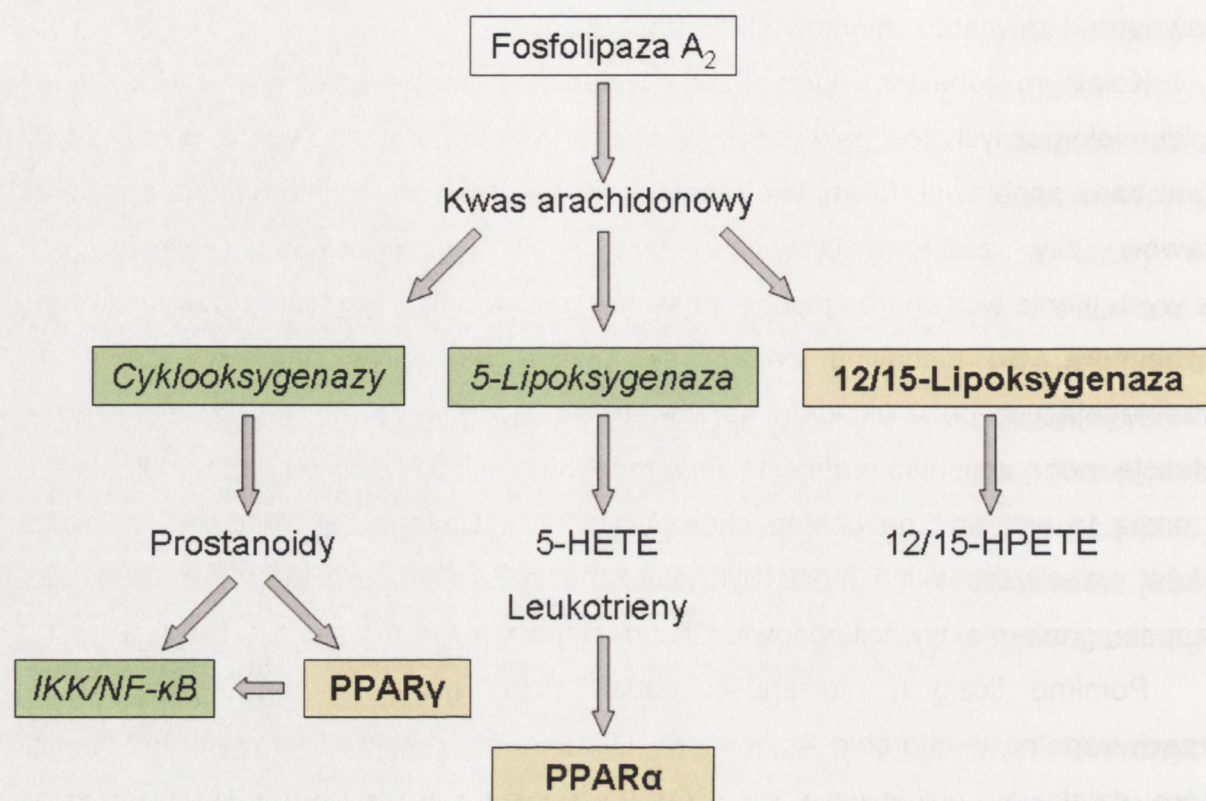 Fosfolipaza A₂
Kwas arachidonowy
Cyklooksygenazy 5-Lipoksygenaza 12/15-Lipoksygenaza
Prostanoidy 5-HETE 12/15-HPETE
Leukotrieny
IKK/NF-κB PPARγ
PPARα